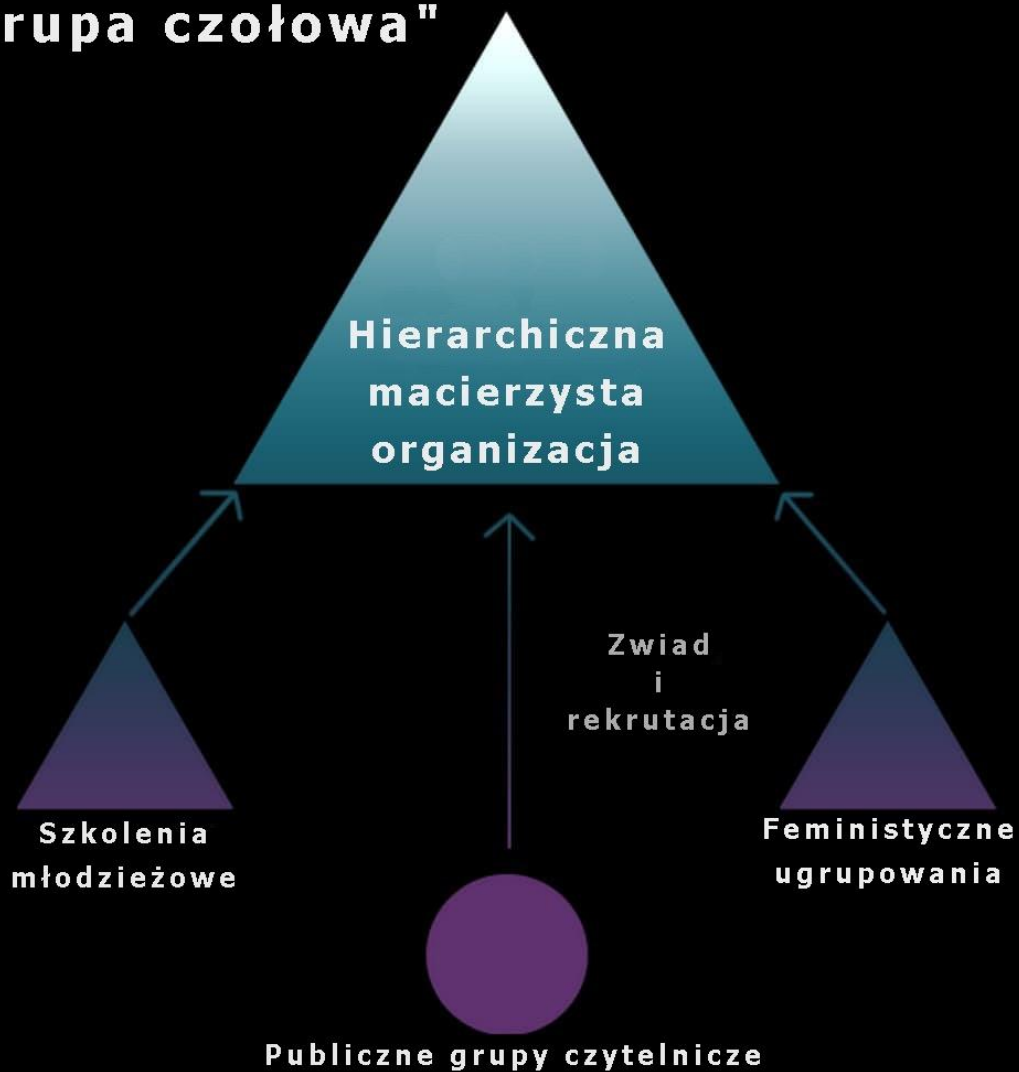 rupa czołowa"
Hierarchiczna
macierzysta
organizacja
Zwiad
i
rekrutacja
Szkolenia
młodzieżowe
Feministyczne
ugrupowania
Publiczne grupy czytelnicze